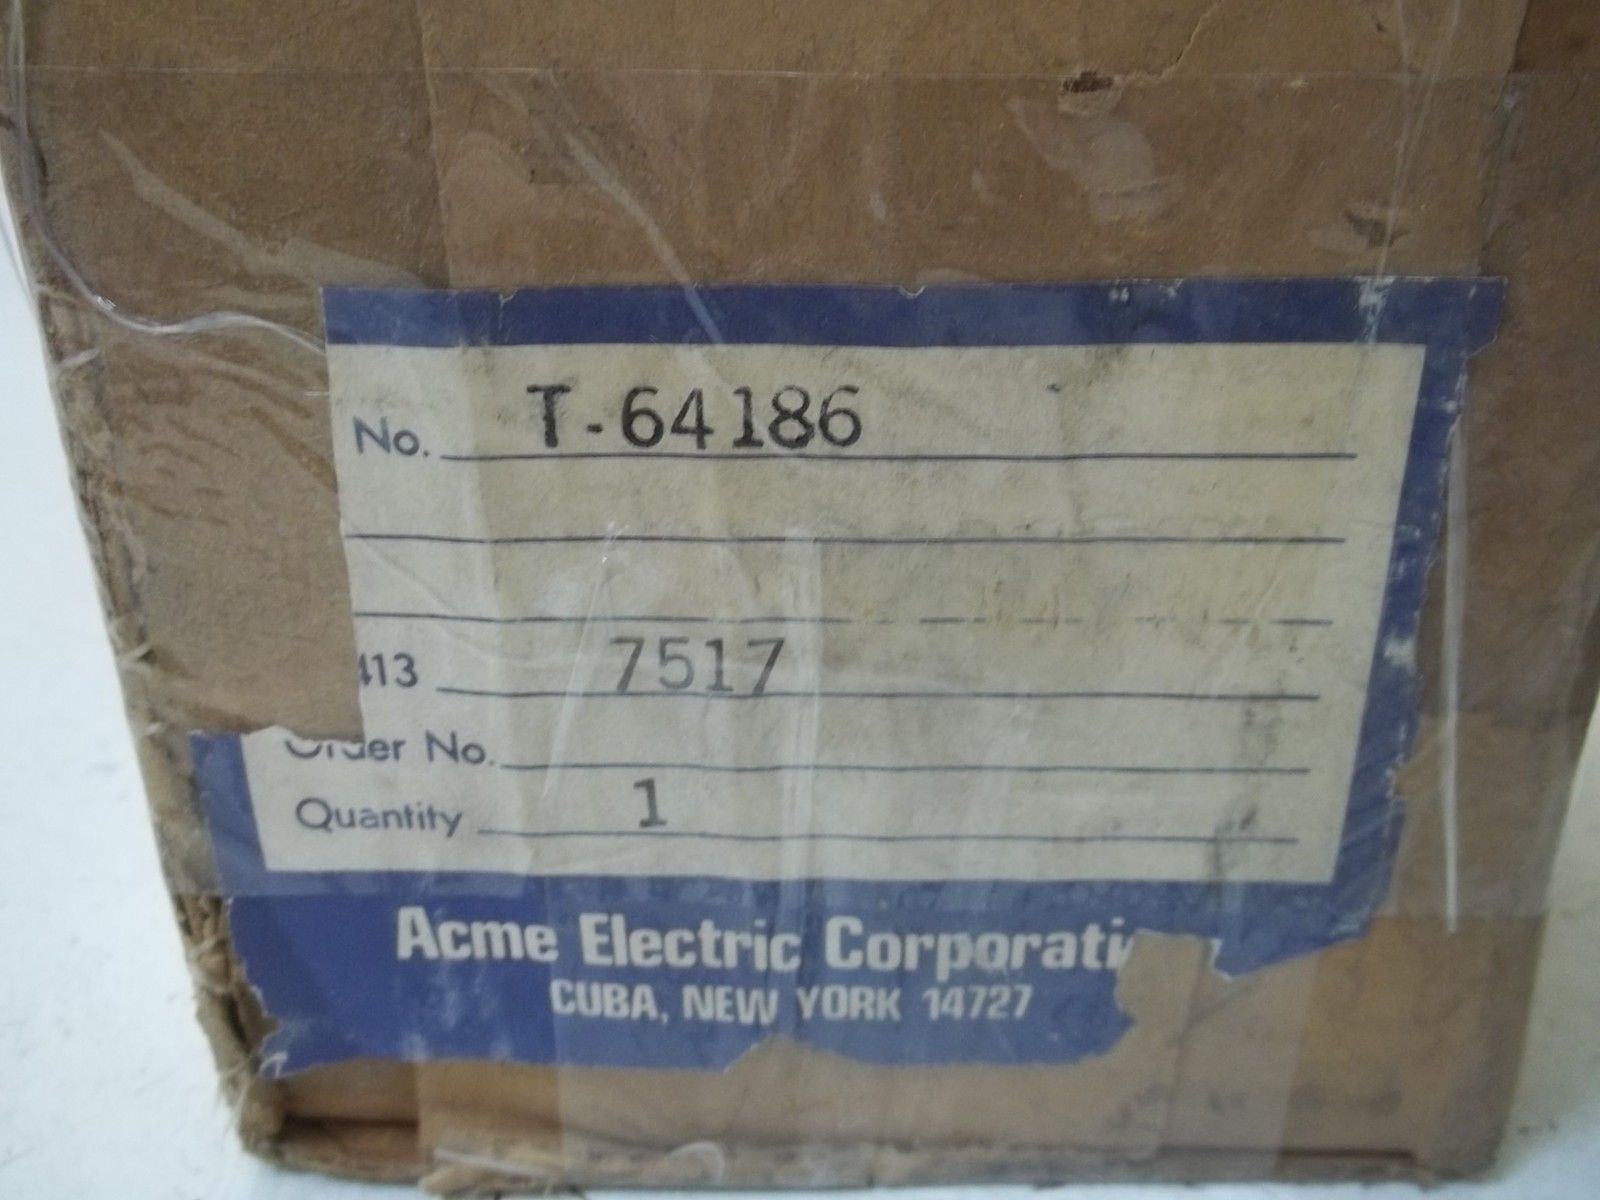 No. T-64186
413 7517
Order No.
Quantity 1
Acme Electric Corporati
CUBA, NEW YORK 14727